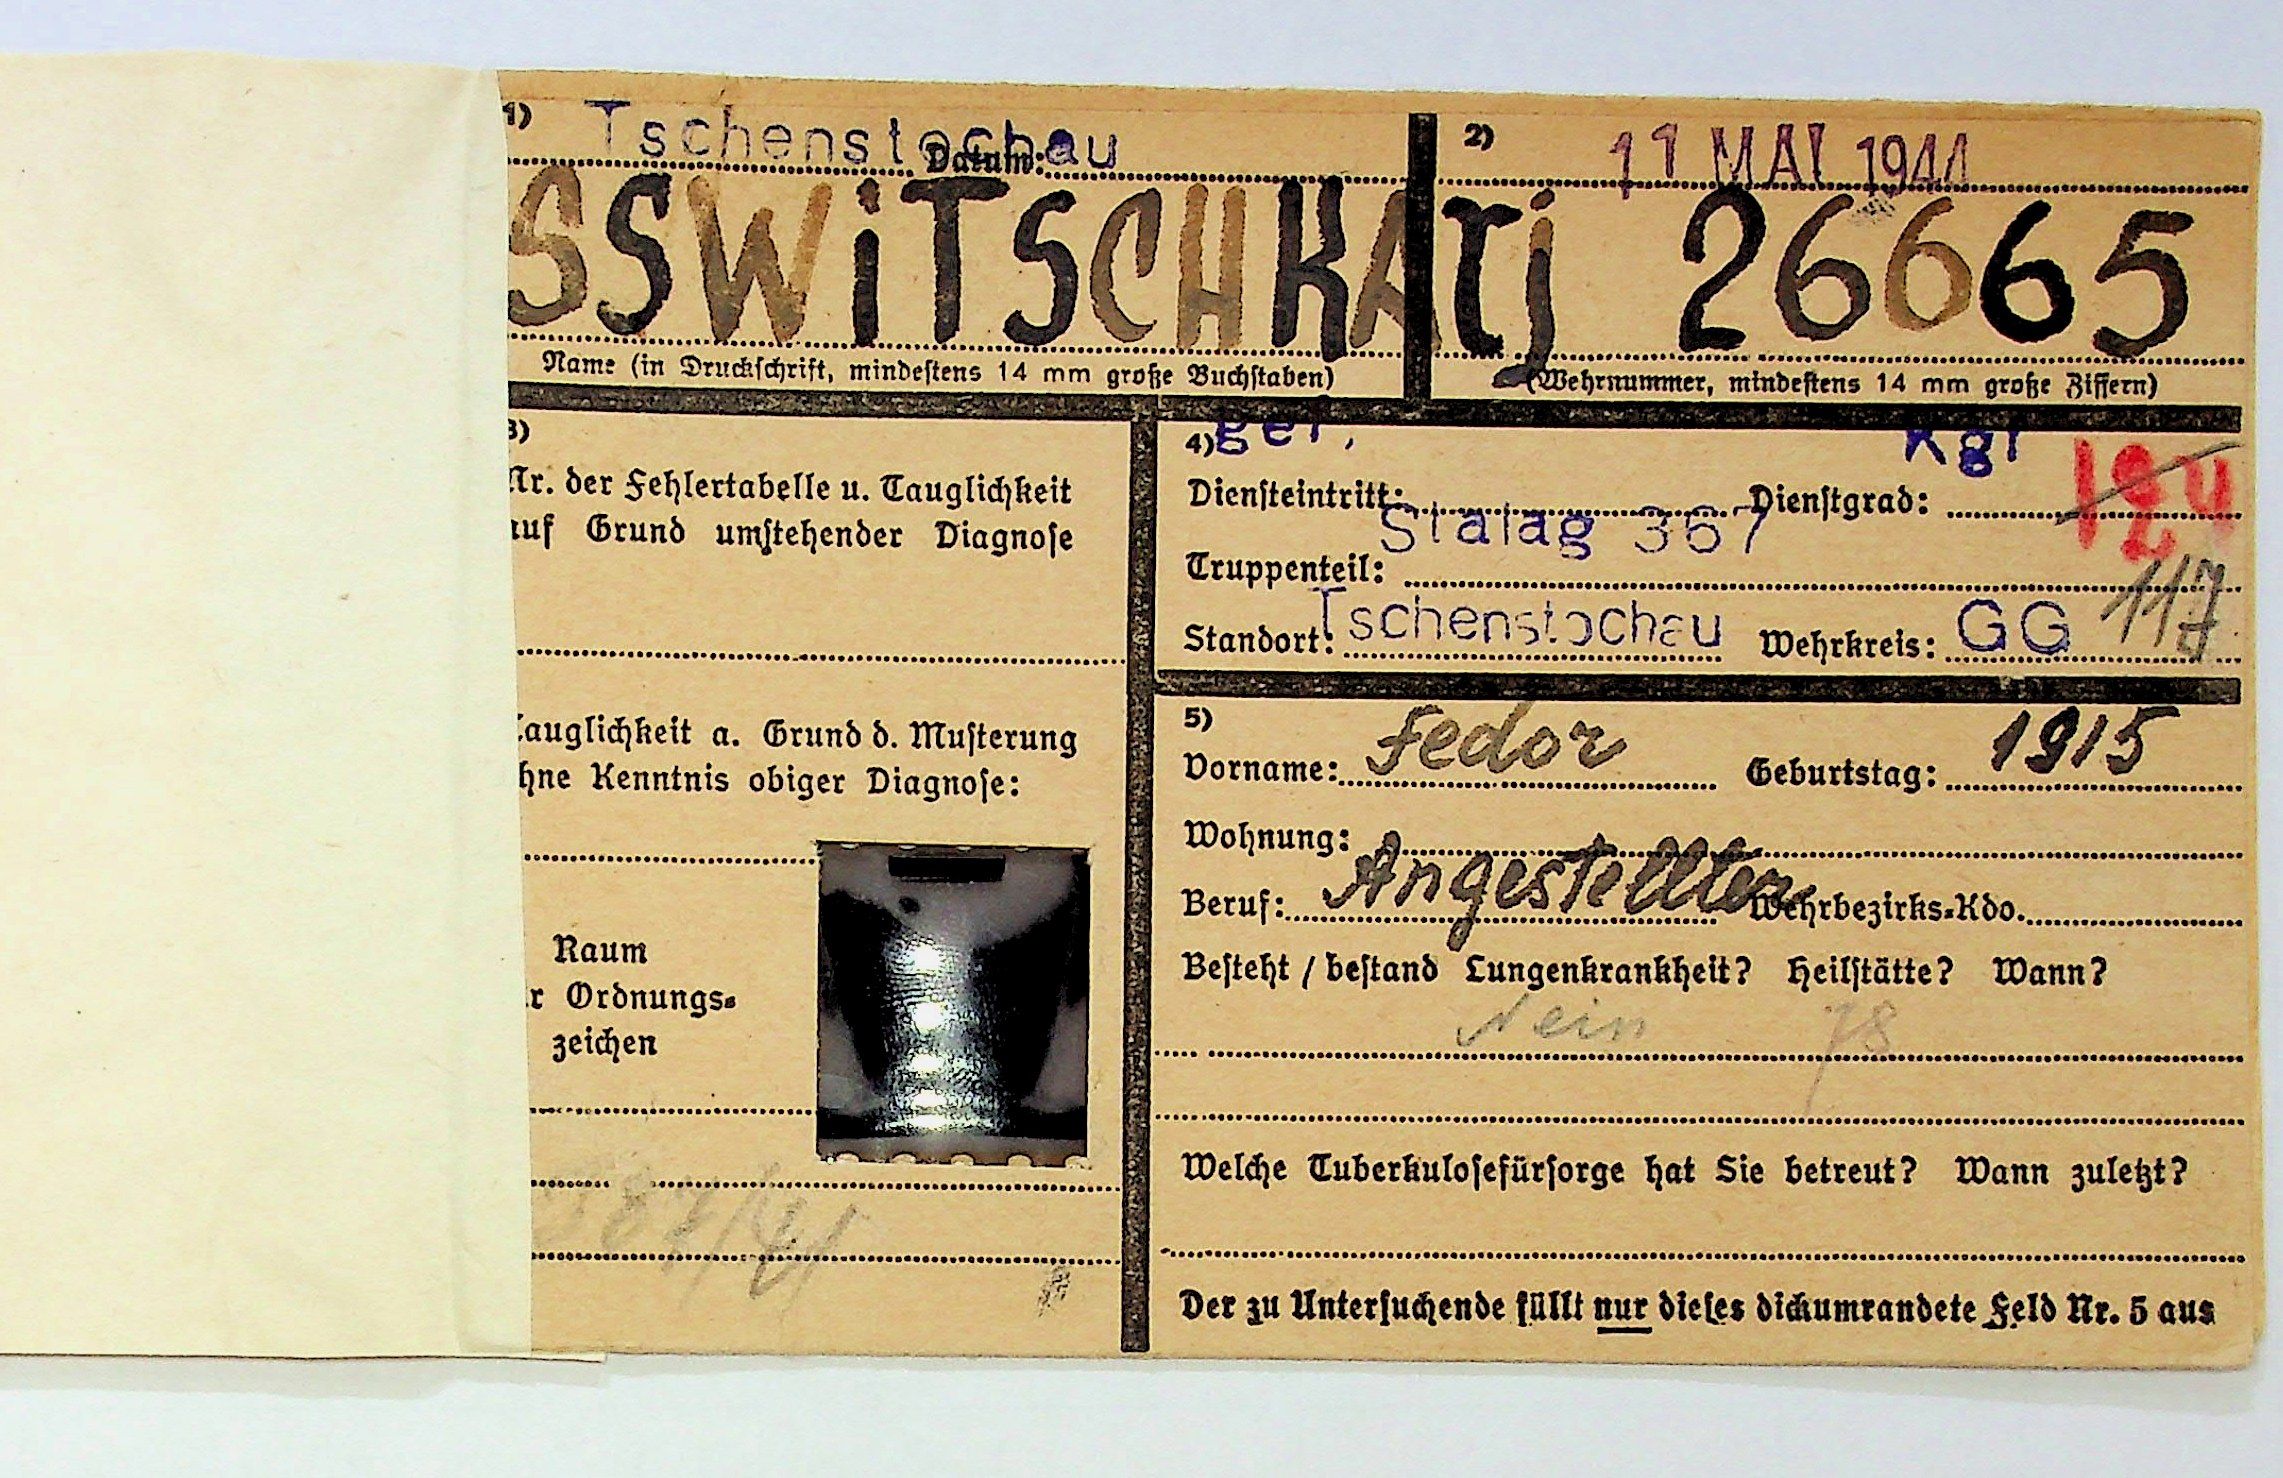 1) Tschenstochau Datum: 2) 11 MAI 1944
SSWiTSCHKATj 26665
Name (in Druckschrift, mindestens 14 mm große Buchstaben) (Wehrnummer, mindestens 14 mm große Ziffern)
3)
Nr. der Fehlertabelle u. Tauglichkeit
auf Grund umstehender Diagnose
Tauglichkeit a. Grund d. Musterung
hne Kenntnis obiger Diagnose:
Raum
r Ordnungs-
zeichen
4) gef. Kgf
Diensteintritt: Dienstgrad:
Truppenteil: Stalag 367
Standort: Tschenstochau Wehrkreis: GG 117
5)
Vorname: Fedor Geburtstag: 1915
Wohnung:
Beruf: Angestellter Wehrbezirks-Kdo.
Besteht / bestand Lungenkrankheit? Heilstätte? Wann?
Nein
Welche Tuberkulosefürsorge hat Sie betreut? Wann zuletzt?
Der zu Untersuchende füllt nur dieses dickumrandete Feld Nr. 5 aus